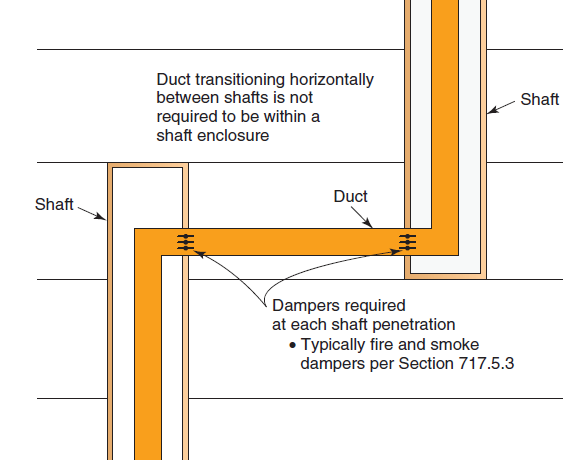 Duct transitioning horizontally
between shafts is not
required to be within a
shaft enclosure
Shaft
Shaft
Duct
Dampers required
at each shaft penetration
• Typically fire and smoke
dampers per Section 717.5.3